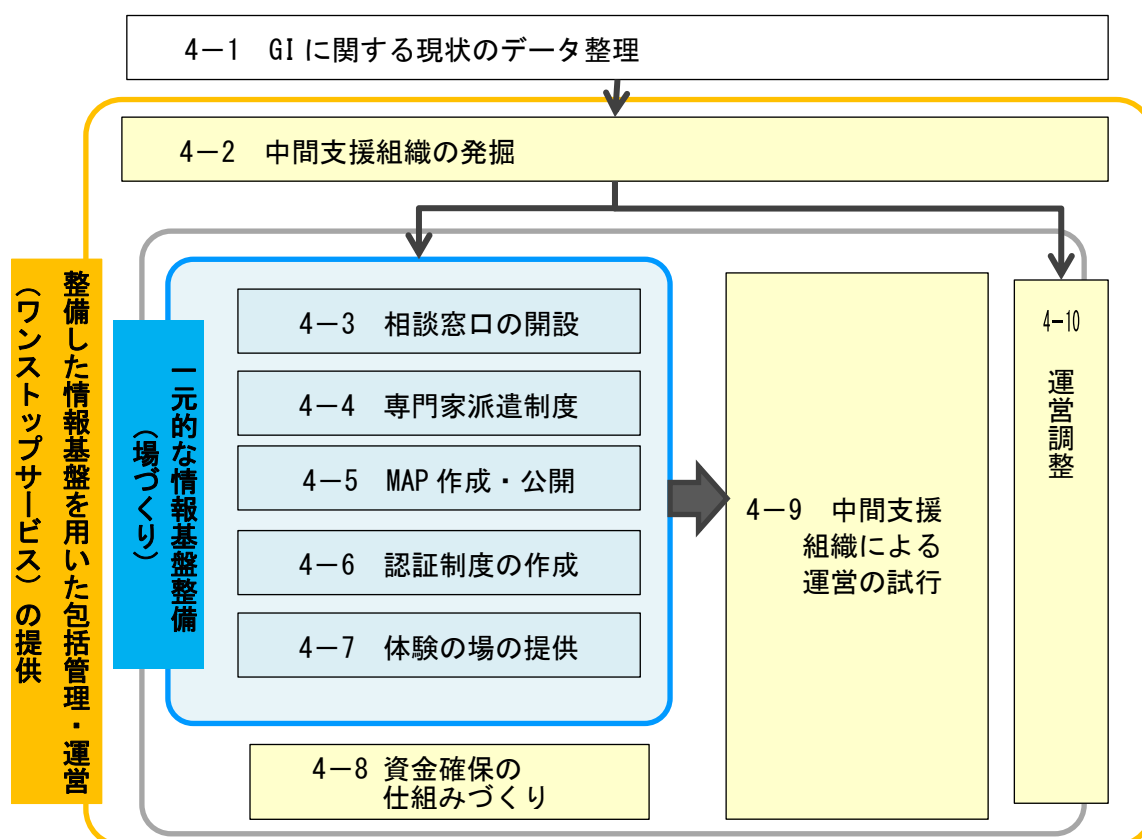 4－1　GIに関する現状のデータ整理
4－2　中間支援組織の発掘
整備した情報基盤を用いた包括管理・運営
（ワンストップサービス）の提供
一元的な情報基盤整備
（場づくり）
4－3　相談窓口の開設
4－4　専門家派遣制度
4－5　MAP作成・公開
4－6　認証制度の作成
4－7　体験の場の提供
4－8 資金確保の
仕組みづくり
4－9　中間支援
組織による
運営の試行
4－10　運営調整